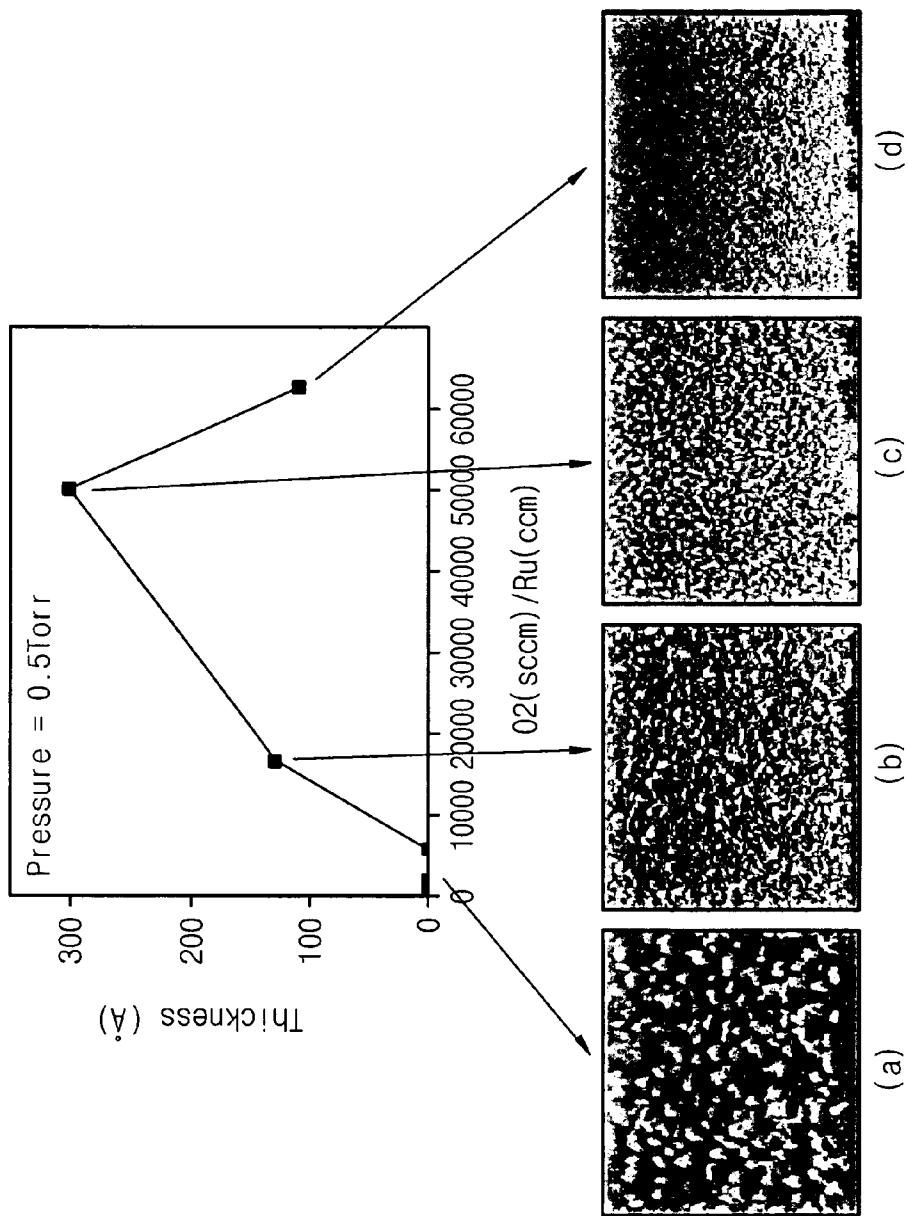 Pressure = 0.5Torr
Thickness (Å)
300
200
100
0
0 10000 20000 30000 40000 50000 60000
O2(sccm)/Ru(ccm)
(a) (b) (c) (d)